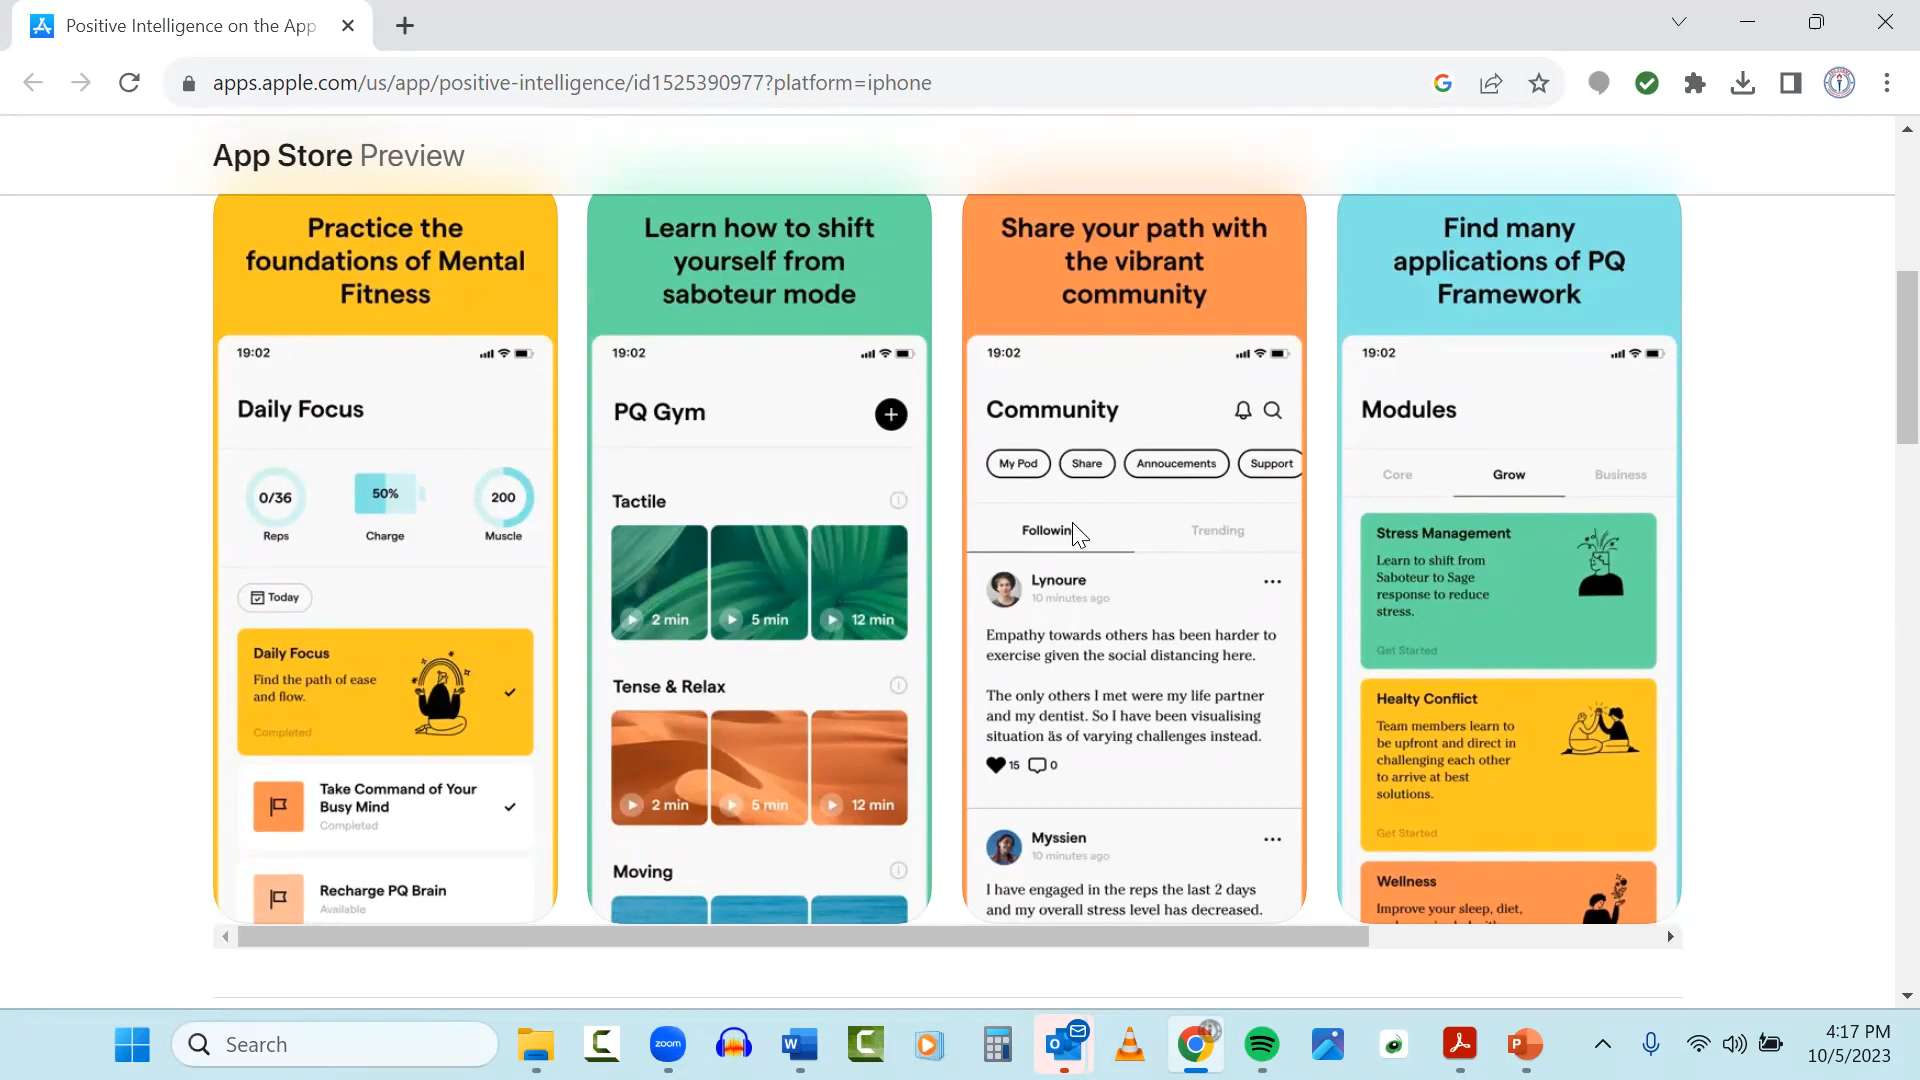 Positive Intelligence on the App
apps.apple.com/us/app/positive-intelligence/id1525390977?platform=iphone
App Store Preview
Practice the
foundations of Mental
Fitness
19:02
Daily Focus
0/36
50%
200
Reps
Charge
Muscle
Today
Daily Focus
Find the path of ease
and flow.
Completed
Take Command of Your
Busy Mind
Completed
Recharge PQ Brain
Available
Learn how to shift
yourself from
saboteur mode
19:02
PQ Gym
Tactile
2 min
5 min
12 min
Tense & Relax
2 min
5 min
12 min
Moving
Share your path with
the vibrant
community
19:02
Community
My Pod
Share
Annoucements
Support
Followin
Trending
Lynoure
10 minutes ago
Empathy towards others has been harder to
exercise given the social distancing here.
The only others I met were my life partner
and my dentist. So I have been visualising
situation äs of varying challenges instead.
15
0
Myssien
10 minutes ago
I have engaged in the reps the last 2 days
and my overall stress level has decreased.
Find many
applications of PQ
Framework
19:02
Modules
Core
Grow
Business
Stress Management
Learn to shift from
Saboteur to Sage
response to reduce
stress.
Get Started
Healty Conflict
Team members learn to
be upfront and direct in
challenging each other
to arrive at best
solutions.
Get Started
Wellness
Improve your sleep, diet,
Search
zoom
4:17 PM
10/5/2023